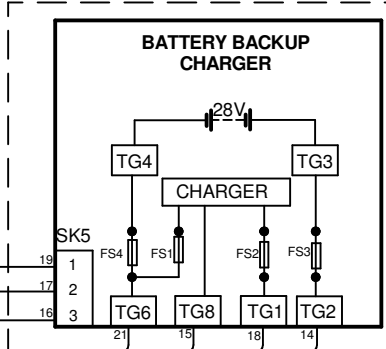 BATTERY BACKUP
CHARGER
28V
TG4
TG3
CHARGER
SK5
FS4
FS1
FS2
FS3
19
1
17
2
16
3
TG6
TG8
TG1
TG2
21
15
18
14